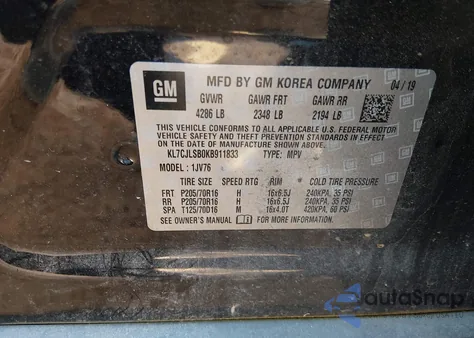 GM
MFD BY GM KOREA COMPANY 04/19
GVWR GAWR FRT GAWR RR
4286 LB 2348 LB 2194 LB
THIS VEHICLE CONFORMS TO ALL APPLICABLE U.S. FEDERAL MOTOR
VEHICLE SAFETY AND THEFT PREVENTION STANDARDS IN EFFECT
ON THE DATE OF MANUFACTURE SHOWN ABOVE.
KL7CJLSB0KB911833 TYPE: MPV
MODEL: 1JV76
TIRE SIZE SPEED RTG RIM COLD TIRE PRESSURE
FRT P205/70R16 H 16x6.5J 240KPA, 35 PSI
RR P205/70R16 H 16x6.5J 240KPA, 35 PSI
SPA T125/70D16 M 16x4.0T 420KPA, 60 PSI
SEE OWNER'S MANUAL FOR MORE INFORMATION.
autoSnap